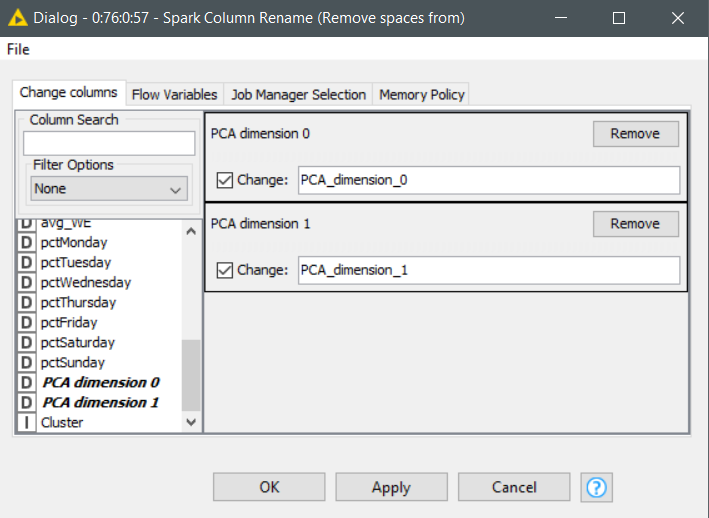 Dialog - 0:76:0:57 - Spark Column Rename (Remove spaces from)
File
Change columns Flow Variables Job Manager Selection Memory Policy
Column Search
Filter Options
None
D avg_WE
D pctMonday
D pctTuesday
D pctWednesday
D pctThursday
D pctFriday
D pctSaturday
D pctSunday
D PCA dimension 0
D PCA dimension 1
I Cluster
PCA dimension 0 Remove
Change: PCA_dimension_0
PCA dimension 1 Remove
Change: PCA_dimension_1
OK Apply Cancel ?